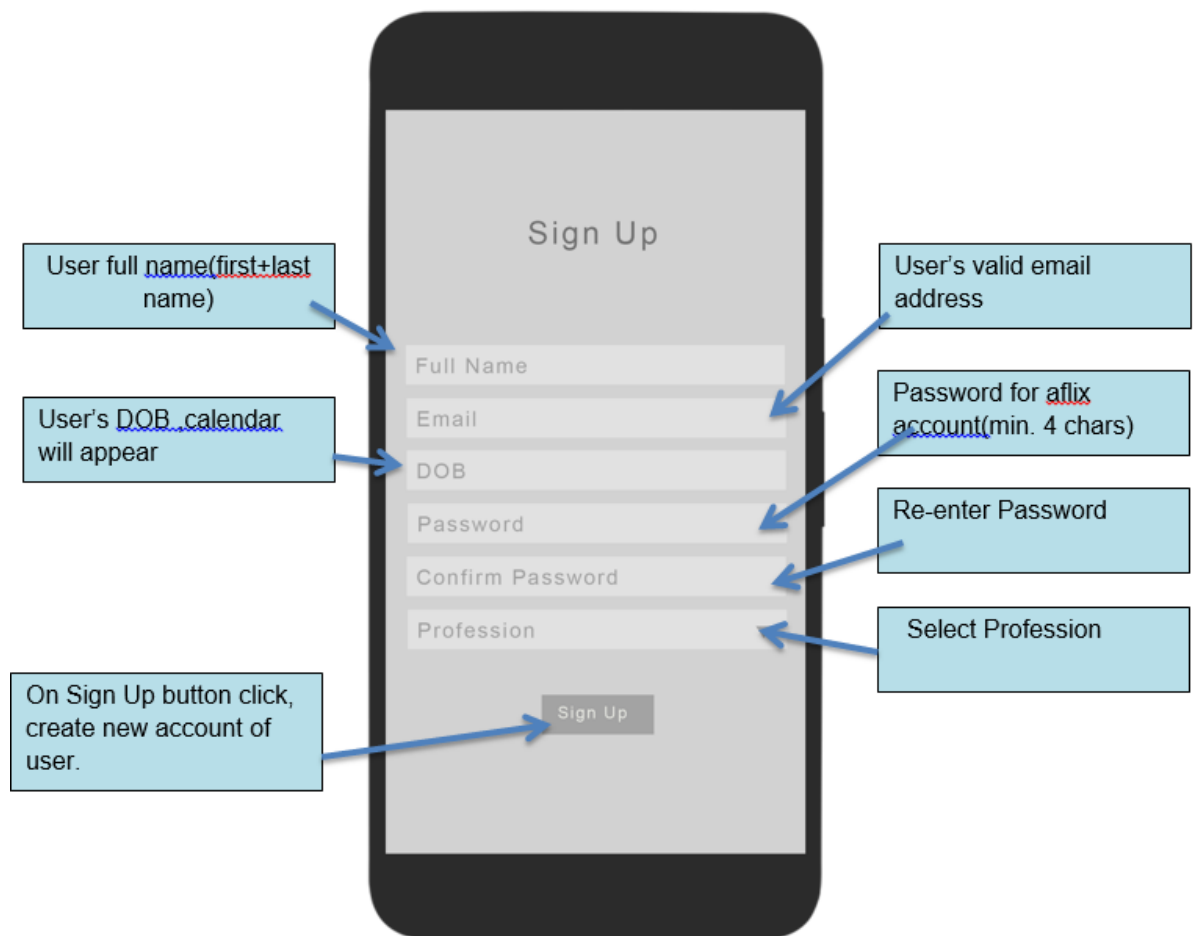 Sign Up
User full name(first+last
name)
User's valid email
address
Full Name
Password for aflix
account(min. 4 chars)
User's DOB ,calendar
will appear
Email
DOB
Re-enter Password
Password
Confirm Password
Select Profession
Profession
On Sign Up button click,
create new account of
user.
Sign Up